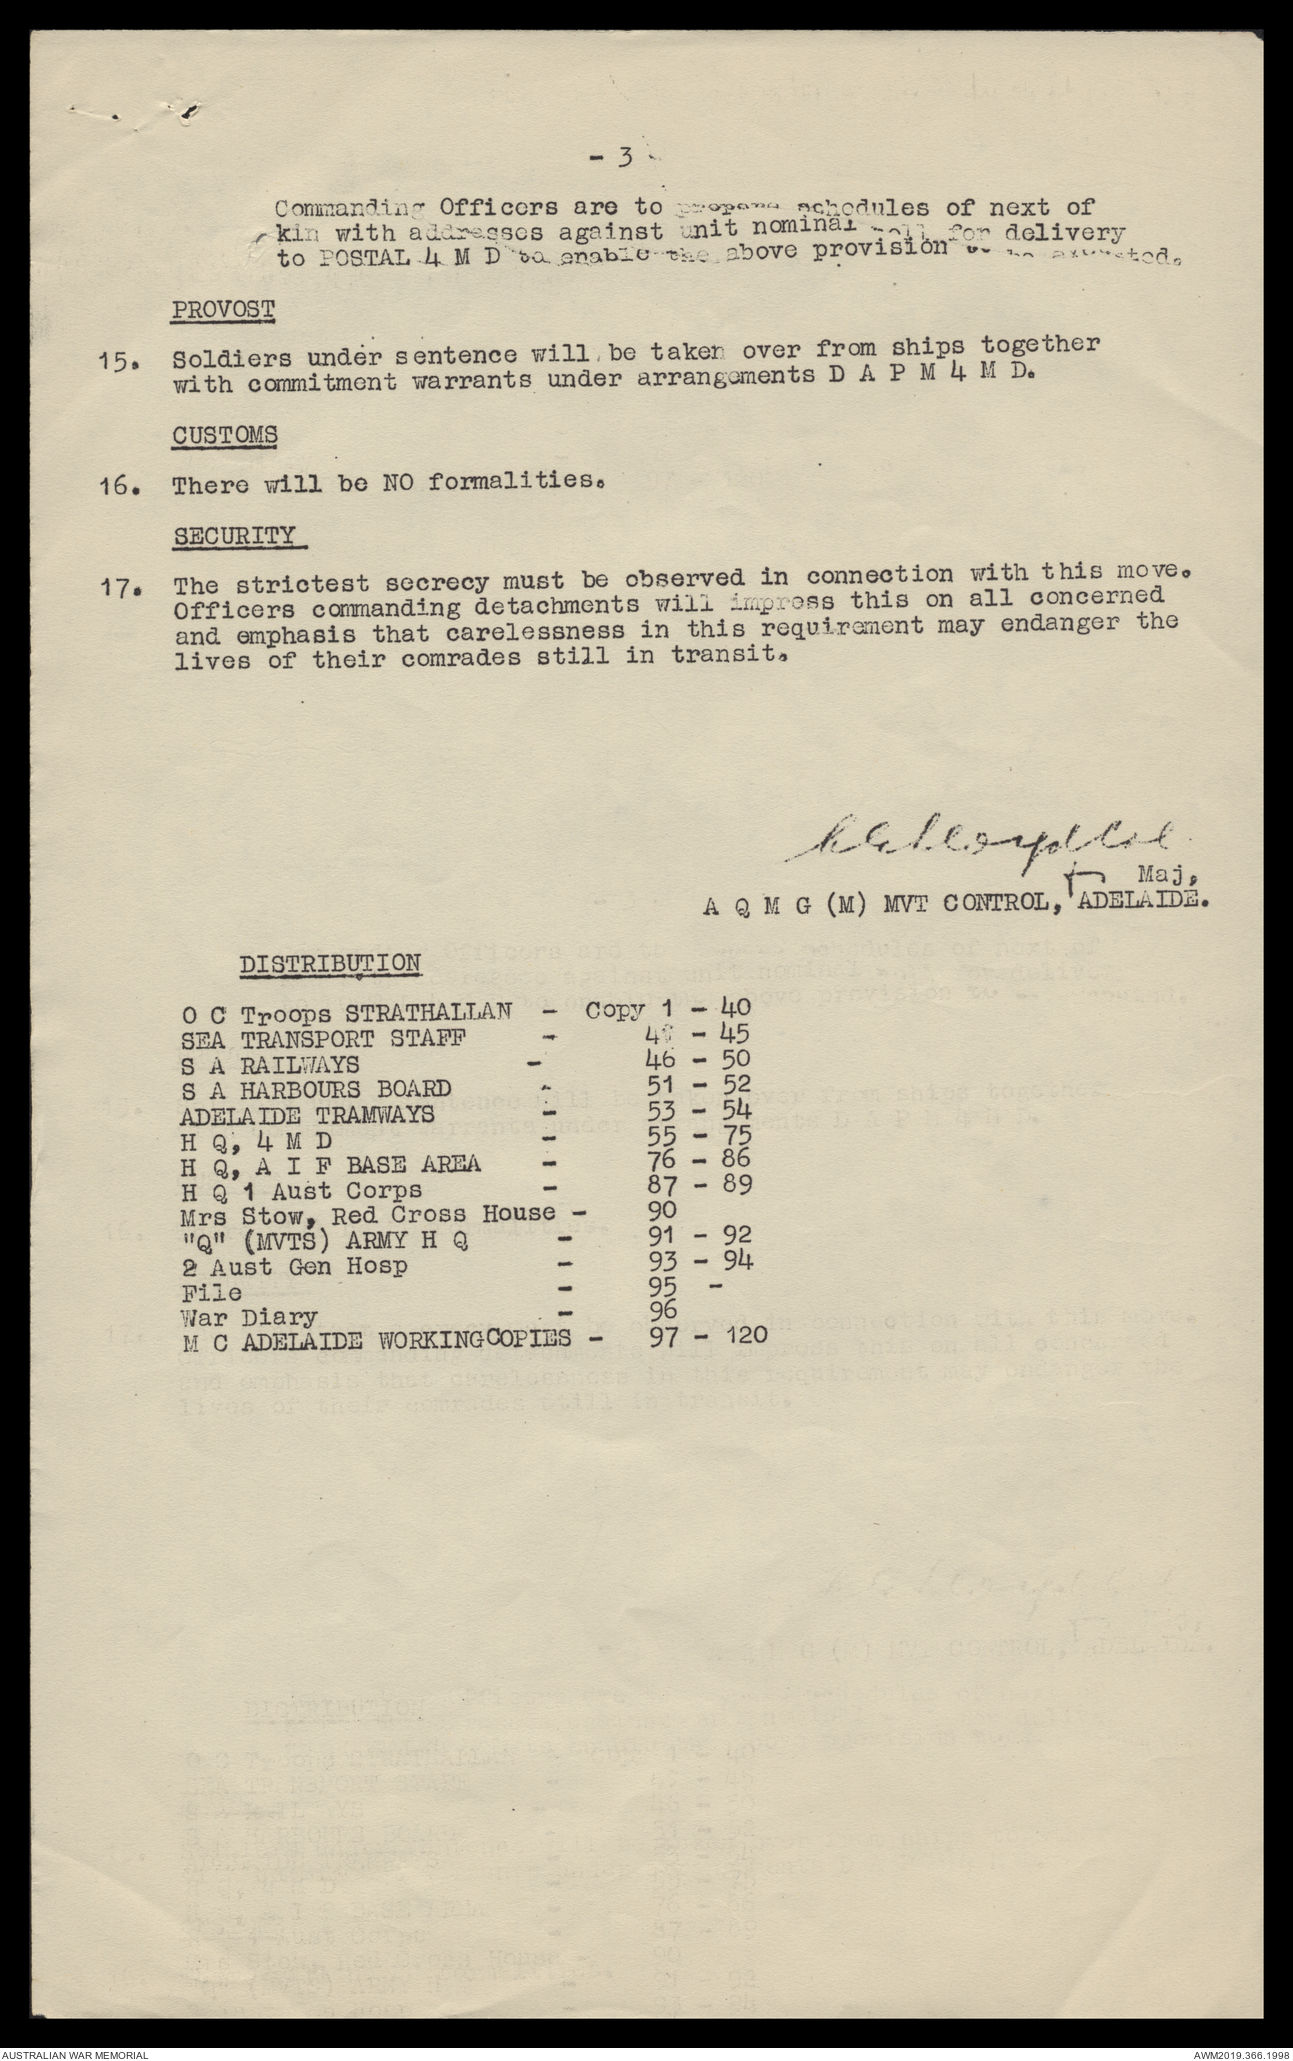 - 3 -
Commanding Officers are to prepare schedules of next of
kin with addresses against unit nominal roll for delivery
to POSTAL 4 M D to enable the above provision to be
PROVOST
15. Soldiers under sentence will be taken over from ships together
with commitment warrants under arrangements D A P M 4 M D.
CUSTOMS
16. There will be NO formalities.
SECURITY
17. The strictest secrecy must be observed in connection with this move.
Officers commanding detachments will impress this on all concerned
and emphasis that carelessness in this requirement may endanger the
lives of their comrades still in transit.
Maj,
A Q M G (M) MVT CONTROL, ADELAIDE.
DISTRIBUTION
O C Troops STRATHALLAN - Copy 1 - 40
SEA TRANSPORT STAFF - 41 - 45
S A RAILWAYS - 46 - 50
S A HARBOURS BOARD - 51 - 52
ADELAIDE TRAMWAYS - 53 - 54
H Q, 4 M D - 55 - 75
H Q, A I F BASE AREA - 76 - 86
H Q 1 Aust Corps - 87 - 89
Mrs Stow, Red Cross House - 90
"Q" (MVTS) ARMY H Q - 91 - 92
2 Aust Gen Hosp - 93 - 94
File - 95 -
War Diary - 96
M C ADELAIDE WORKINGCOPIES - 97 - 120
AUSTRALIAN WAR MEMORIAL
AWM2019.366.1998